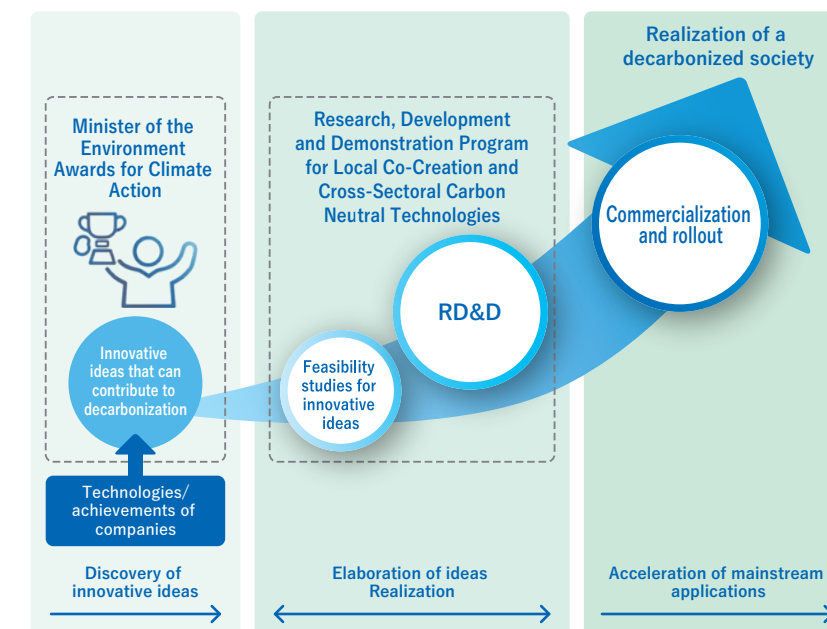 Minister of the
Environment
Awards for Climate
Action
Innovative
ideas that can
contribute to
decarbonization
Technologies/
achievements of
companies
Discovery of
innovative ideas
Research, Development
and Demonstration Program
for Local Co-Creation and
Cross-Sectoral Carbon
Neutral Technologies
RD&D
Feasibility
studies for
innovative
ideas
Elaboration of ideas
Realization
Realization of a
decarbonized society
Commercialization
and rollout
Acceleration of mainstream
applications